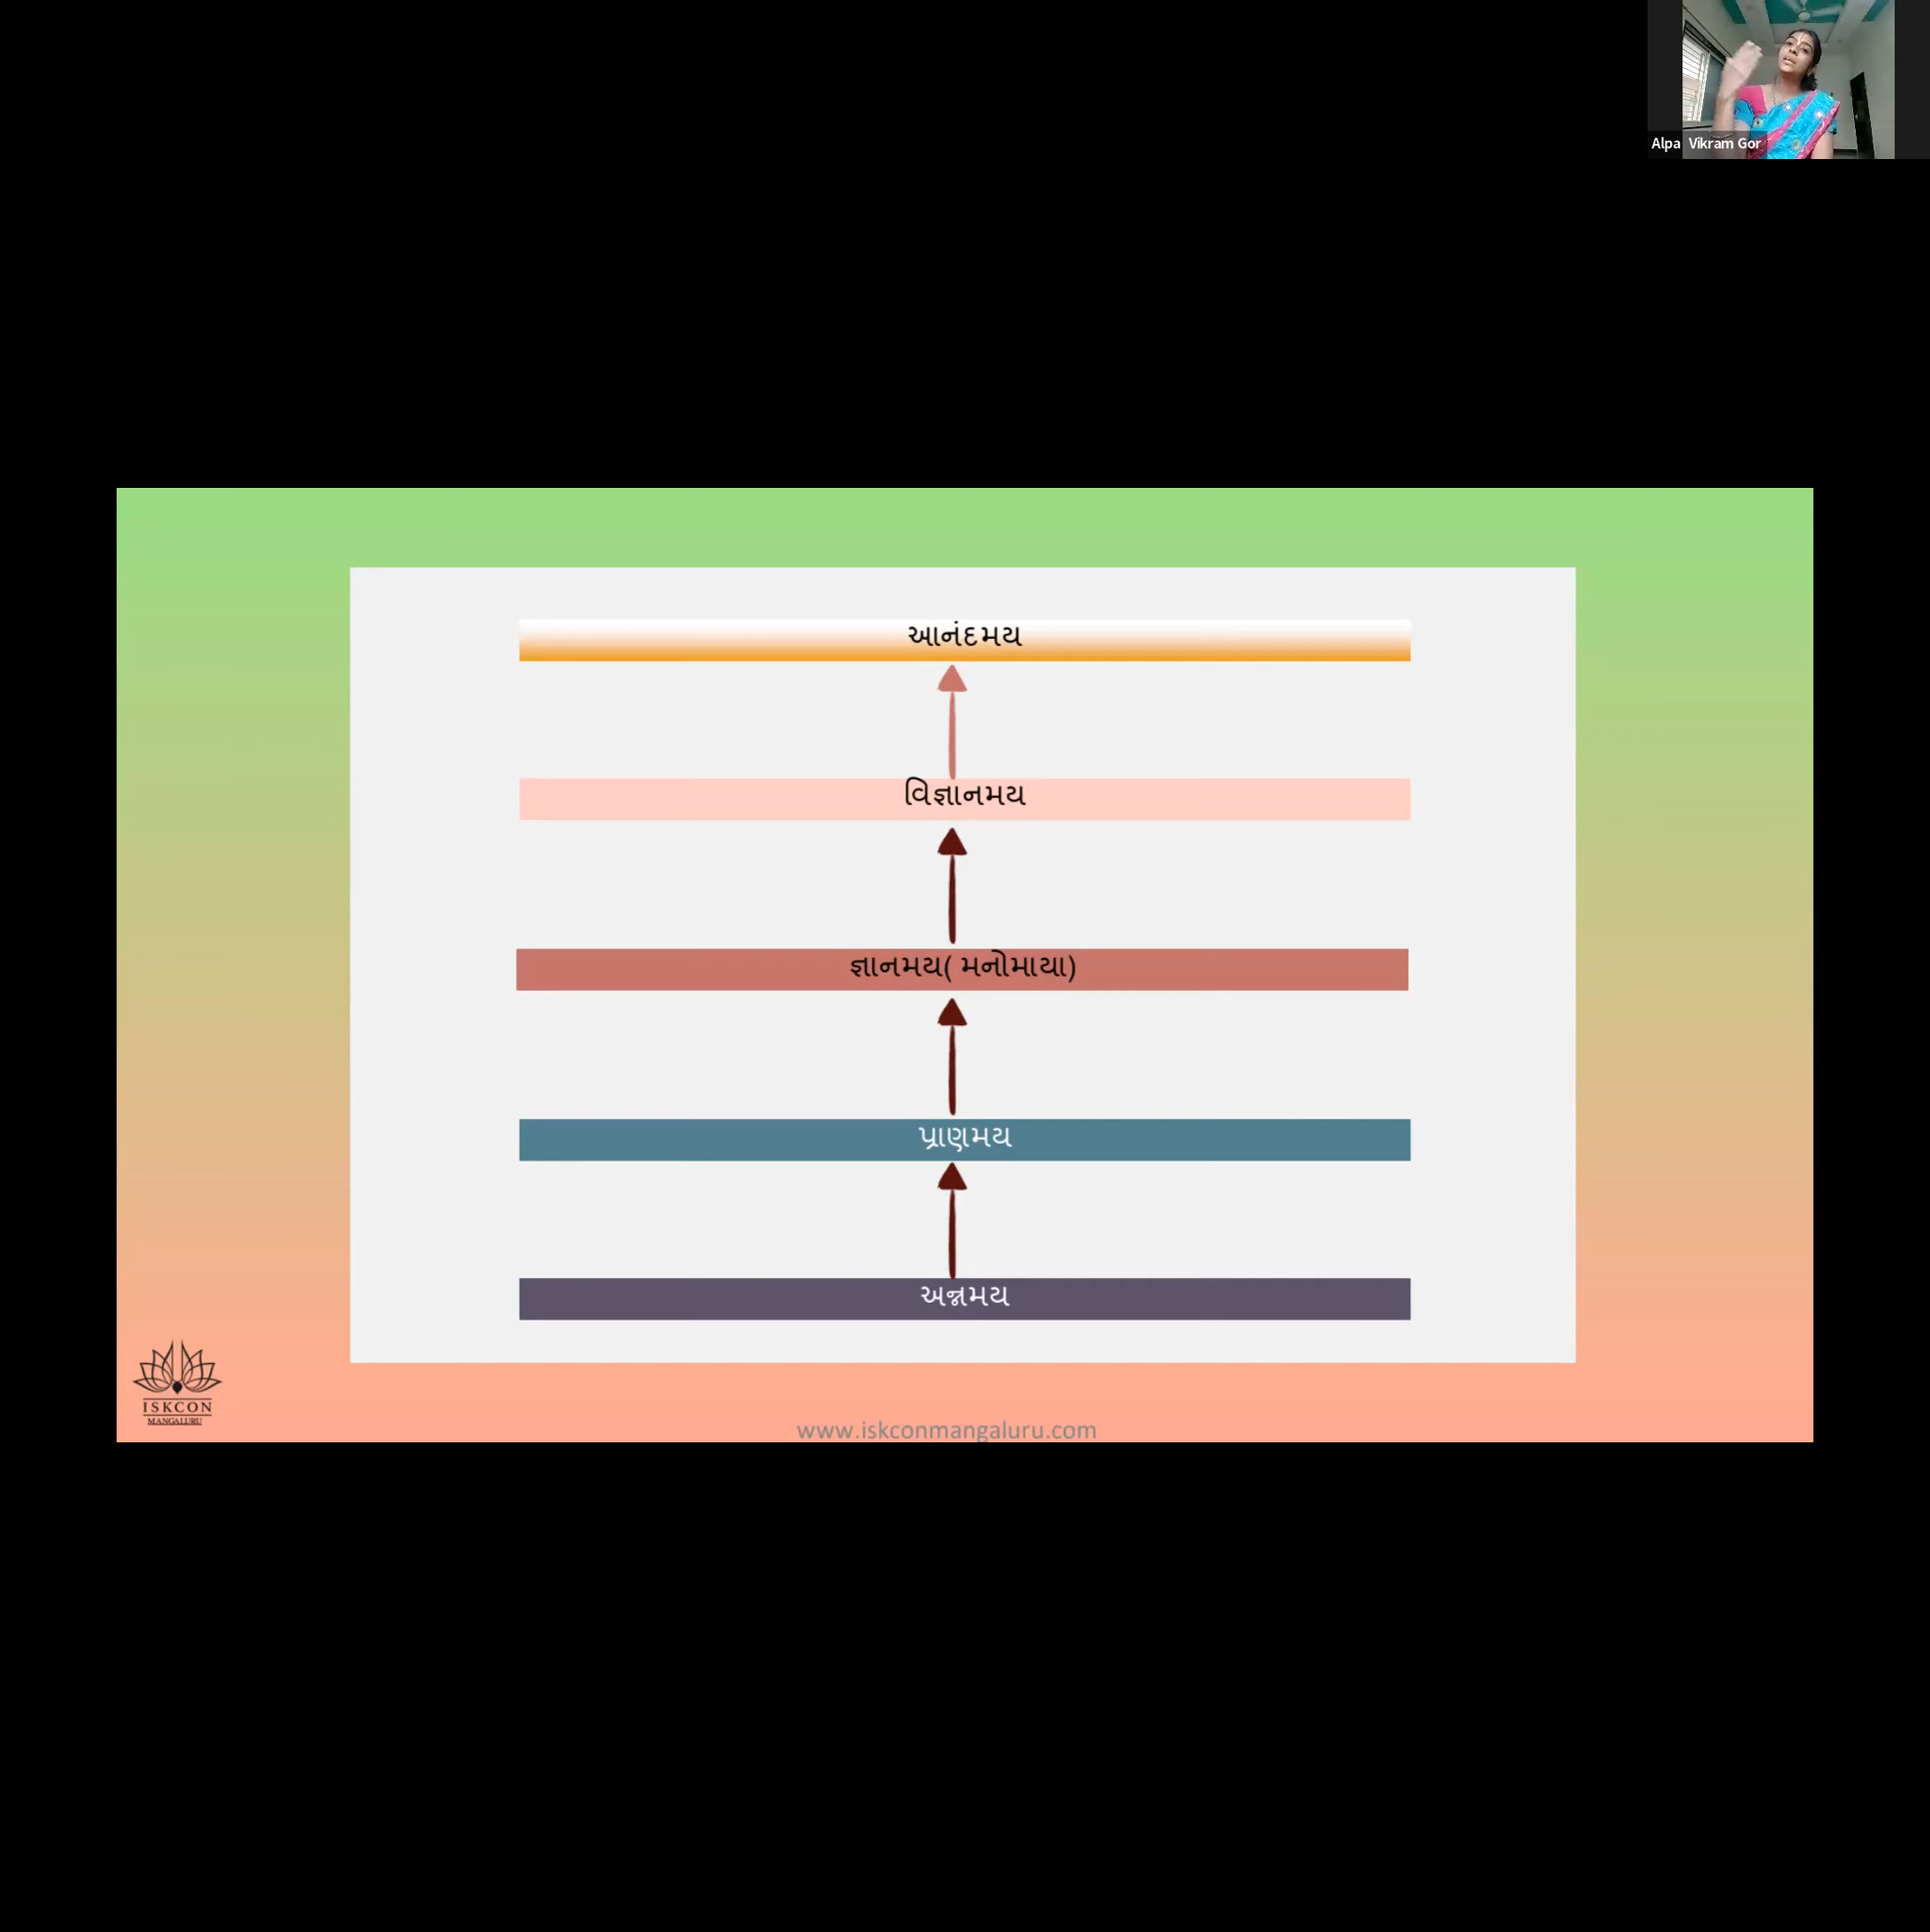 Alpa Vikram Gor
આનંદમય
વિજ્ઞાનમય
જ્ઞાનમય( મનોમાયા)
પ્રાણમય
અન્નમય
ISKCON
MANGALURU
www.iskconmangaluru.com